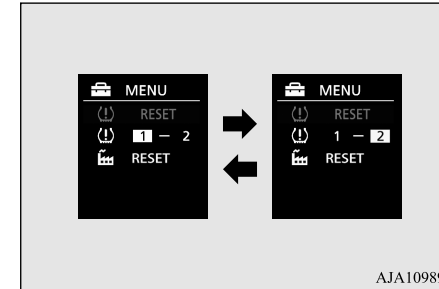 MENU
RESET
1 – 2
RESET
MENU
RESET
1 – 2
RESET
AJA10989